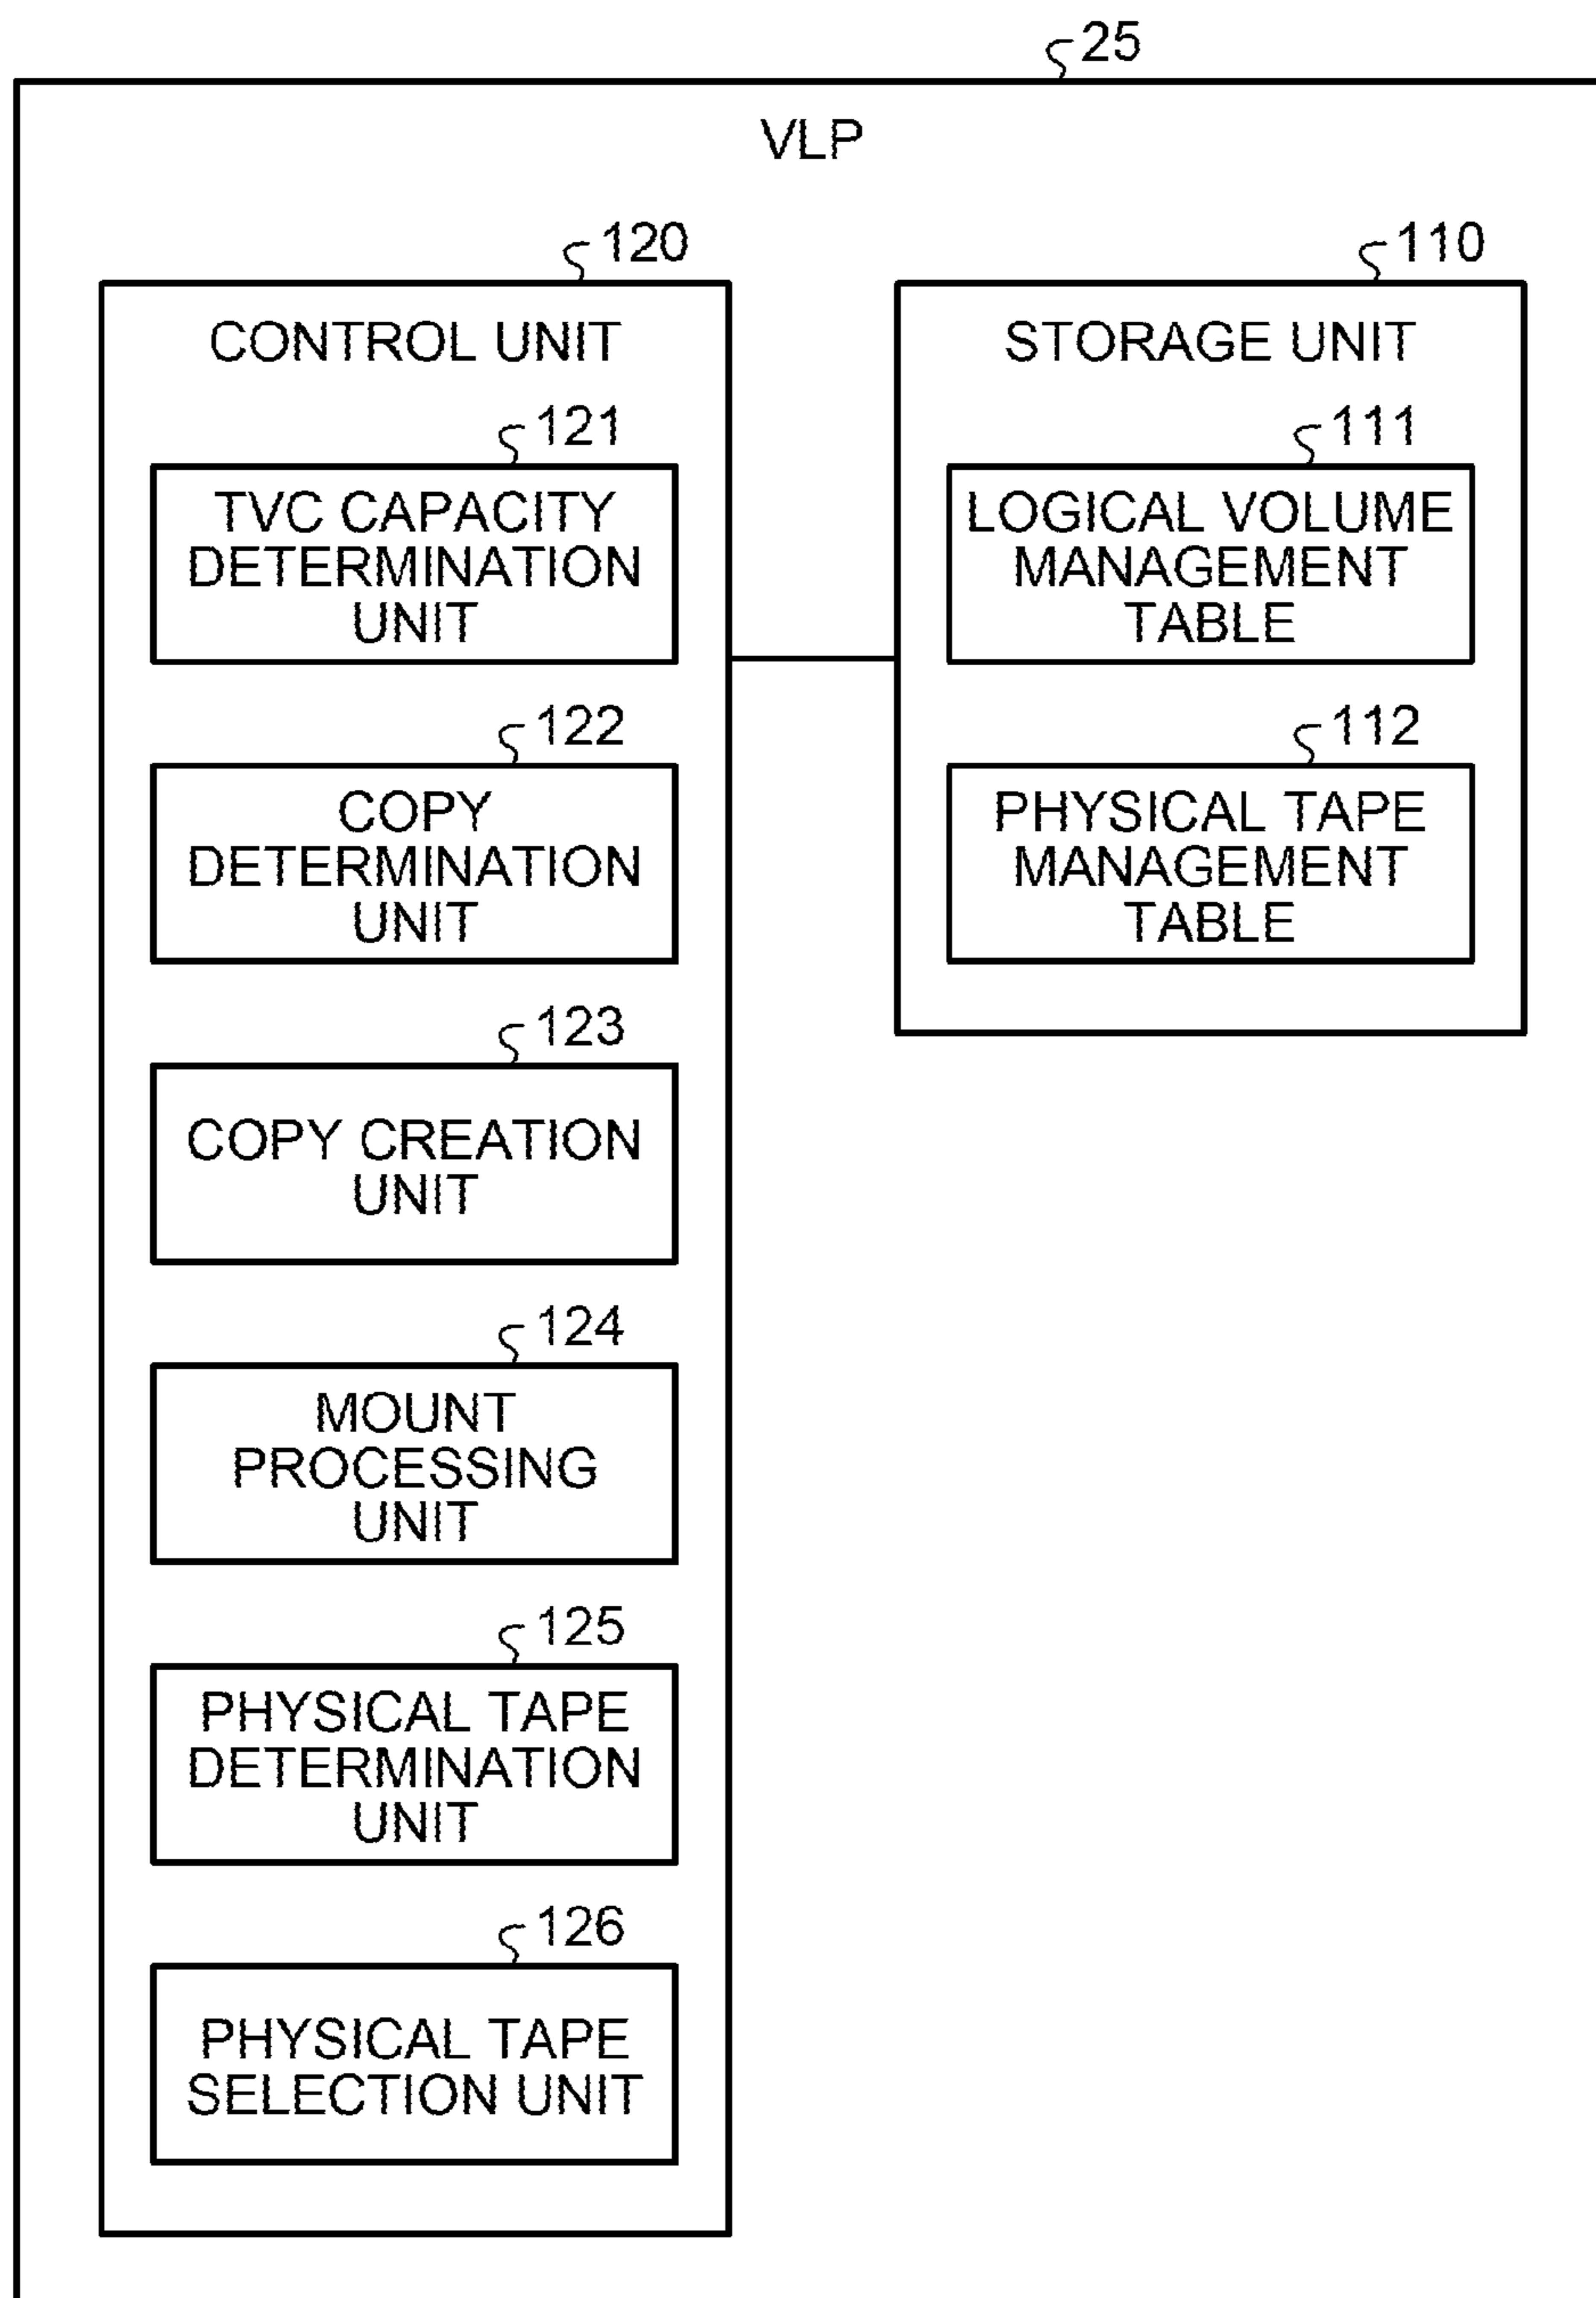 25
VLP
120
CONTROL UNIT
121
TVC CAPACITY
DETERMINATION
UNIT
122
COPY
DETERMINATION
UNIT
123
COPY CREATION
UNIT
124
MOUNT
PROCESSING
UNIT
125
PHYSICAL TAPE
DETERMINATION
UNIT
126
PHYSICAL TAPE
SELECTION UNIT
110
STORAGE UNIT
111
LOGICAL VOLUME
MANAGEMENT
TABLE
112
PHYSICAL TAPE
MANAGEMENT
TABLE